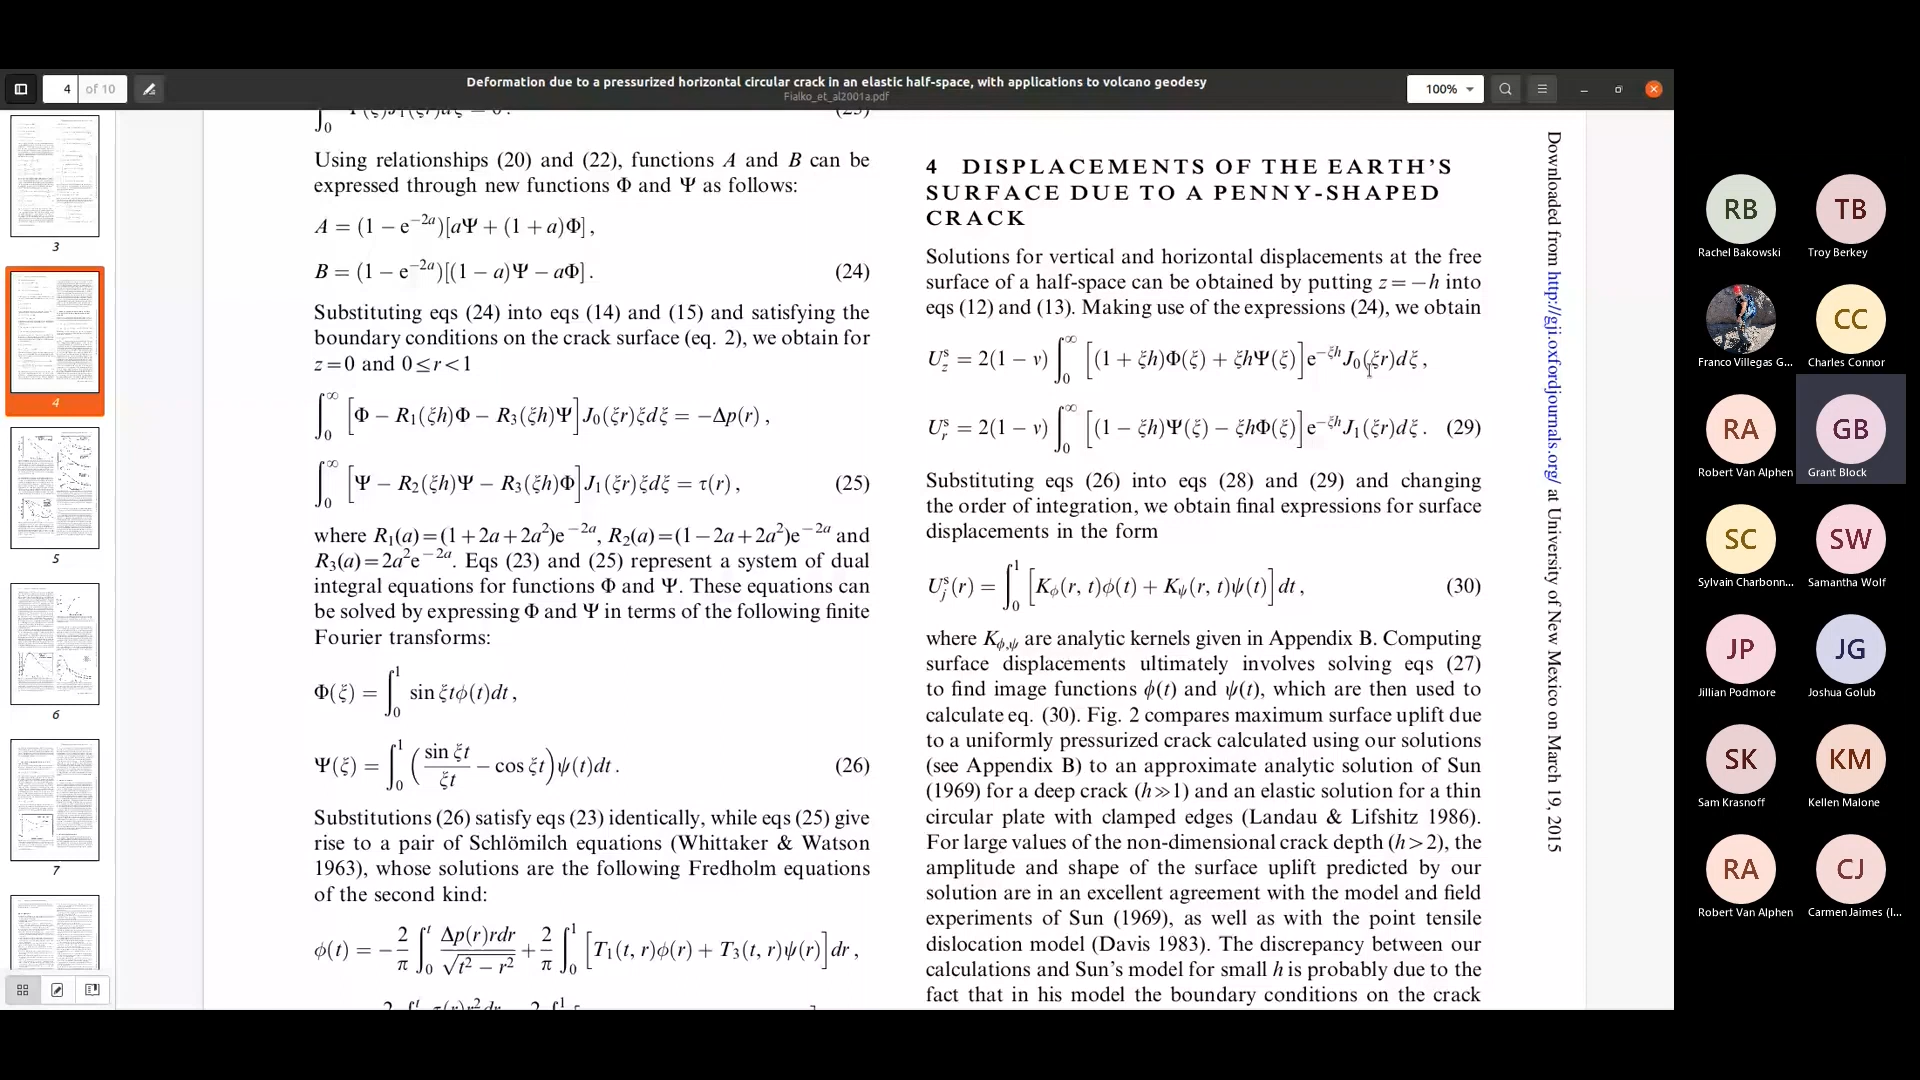 4 of 10
Deformation due to a pressurized horizontal circular crack in an elastic half-space, with applications to volcano geodesy
Fialko_et_al2001a.pdf
100%
3
4
5
6
7
Using relationships (20) and (22), functions A and B can be
expressed through new functions Φ and Ψ as follows:
A = (1 − e^{−2a})[aΨ + (1 + a)Φ],
B = (1 − e^{−2a})[(1 − a)Ψ − aΦ]. (24)
Substituting eqs (24) into eqs (14) and (15) and satisfying the
boundary conditions on the crack surface (eq. 2), we obtain for
z=0 and 0≤r<1
∫_0^∞ [Φ − R₁(ξh)Φ − R₃(ξh)Ψ] J₀(ξr)ξdξ = −Δp(r),
∫_0^∞ [Ψ − R₂(ξh)Ψ − R₃(ξh)Φ] J₁(ξr)ξdξ = τ(r), (25)
where R₁(a)=(1+2a+2a²)e^{−2a}, R₂(a)=(1−2a+2a²)e^{−2a} and
R₃(a)=2a²e^{−2a}. Eqs (23) and (25) represent a system of dual
integral equations for functions Φ and Ψ. These equations can
be solved by expressing Φ and Ψ in terms of the following finite
Fourier transforms:
Φ(ξ) = ∫_0^1 sin ξtϕ(t)dt,
Ψ(ξ) = ∫_0^1 (sin ξt/ξt − cos ξt)ψ(t)dt. (26)
Substitutions (26) satisfy eqs (23) identically, while eqs (25) give
rise to a pair of Schlömilch equations (Whittaker & Watson
1963), whose solutions are the following Fredholm equations
of the second kind:
ϕ(t) = −2/π ∫_0^t Δp(r)rdr/√(t² − r²) + 2/π ∫_0^1 [T₁(t, r)ϕ(r) + T₃(t, r)ψ(r)] dr,
4 DISPLACEMENTS OF THE EARTH'S
SURFACE DUE TO A PENNY-SHAPED
CRACK
Solutions for vertical and horizontal displacements at the free
surface of a half-space can be obtained by putting z=−h into
eqs (12) and (13). Making use of the expressions (24), we obtain
U_z^s = 2(1 − ν) ∫_0^∞ [(1 + ξh)Φ(ξ) + ξhΨ(ξ)] e^{−ξh} J₀(ξr)dξ,
U_r^s = 2(1 − ν) ∫_0^∞ [(1 − ξh)Ψ(ξ) − ξhΦ(ξ)] e^{−ξh} J₁(ξr)dξ. (29)
Substituting eqs (26) into eqs (28) and (29) and changing
the order of integration, we obtain final expressions for surface
displacements in the form
U_j^s(r) = ∫_0^1 [K_ϕ(r, t)ϕ(t) + K_ψ(r, t)ψ(t)] dt, (30)
where K_{ϕ,ψ} are analytic kernels given in Appendix B. Computing
surface displacements ultimately involves solving eqs (27)
to find image functions ϕ(t) and ψ(t), which are then used to
calculate eq. (30). Fig. 2 compares maximum surface uplift due
to a uniformly pressurized crack calculated using our solutions
(see Appendix B) to an approximate analytic solution of Sun
(1969) for a deep crack (h≫1) and an elastic solution for a thin
circular plate with clamped edges (Landau & Lifshitz 1986).
For large values of the non-dimensional crack depth (h>2), the
amplitude and shape of the surface uplift predicted by our
solution are in an excellent agreement with the model and field
experiments of Sun (1969), as well as with the point tensile
dislocation model (Davis 1983). The discrepancy between our
calculations and Sun's model for small h is probably due to the
fact that in his model the boundary conditions on the crack
Downloaded from http://gji.oxfordjournals.org/ at University of New Mexico on March 19, 2015
RB
Rachel Bakowski
TB
Troy Berkey
Franco Villegas G...
CC
Charles Connor
RA
Robert Van Alphen
GB
Grant Block
SC
Sylvain Charbonn...
SW
Samantha Wolf
JP
Jillian Podmore
JG
Joshua Golub
SK
Sam Krasnoff
KM
Kellen Malone
RA
Robert Van Alphen
CJ
Carmen Jaimes (I...